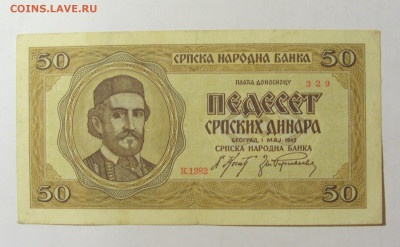 COINS.ЛАВЕ.RU
50 СРПСКА НАРОДНА БАНКА 50
ПЛАЋА ДОНОСИОЦУ
329
ПЕДЕСЕТ
СРПСКИХ ДИНАРА
БЕОГРАД, 1 МАЈ 1942
СРПСКА НАРОДНА БАНКА
К.1282
50 50